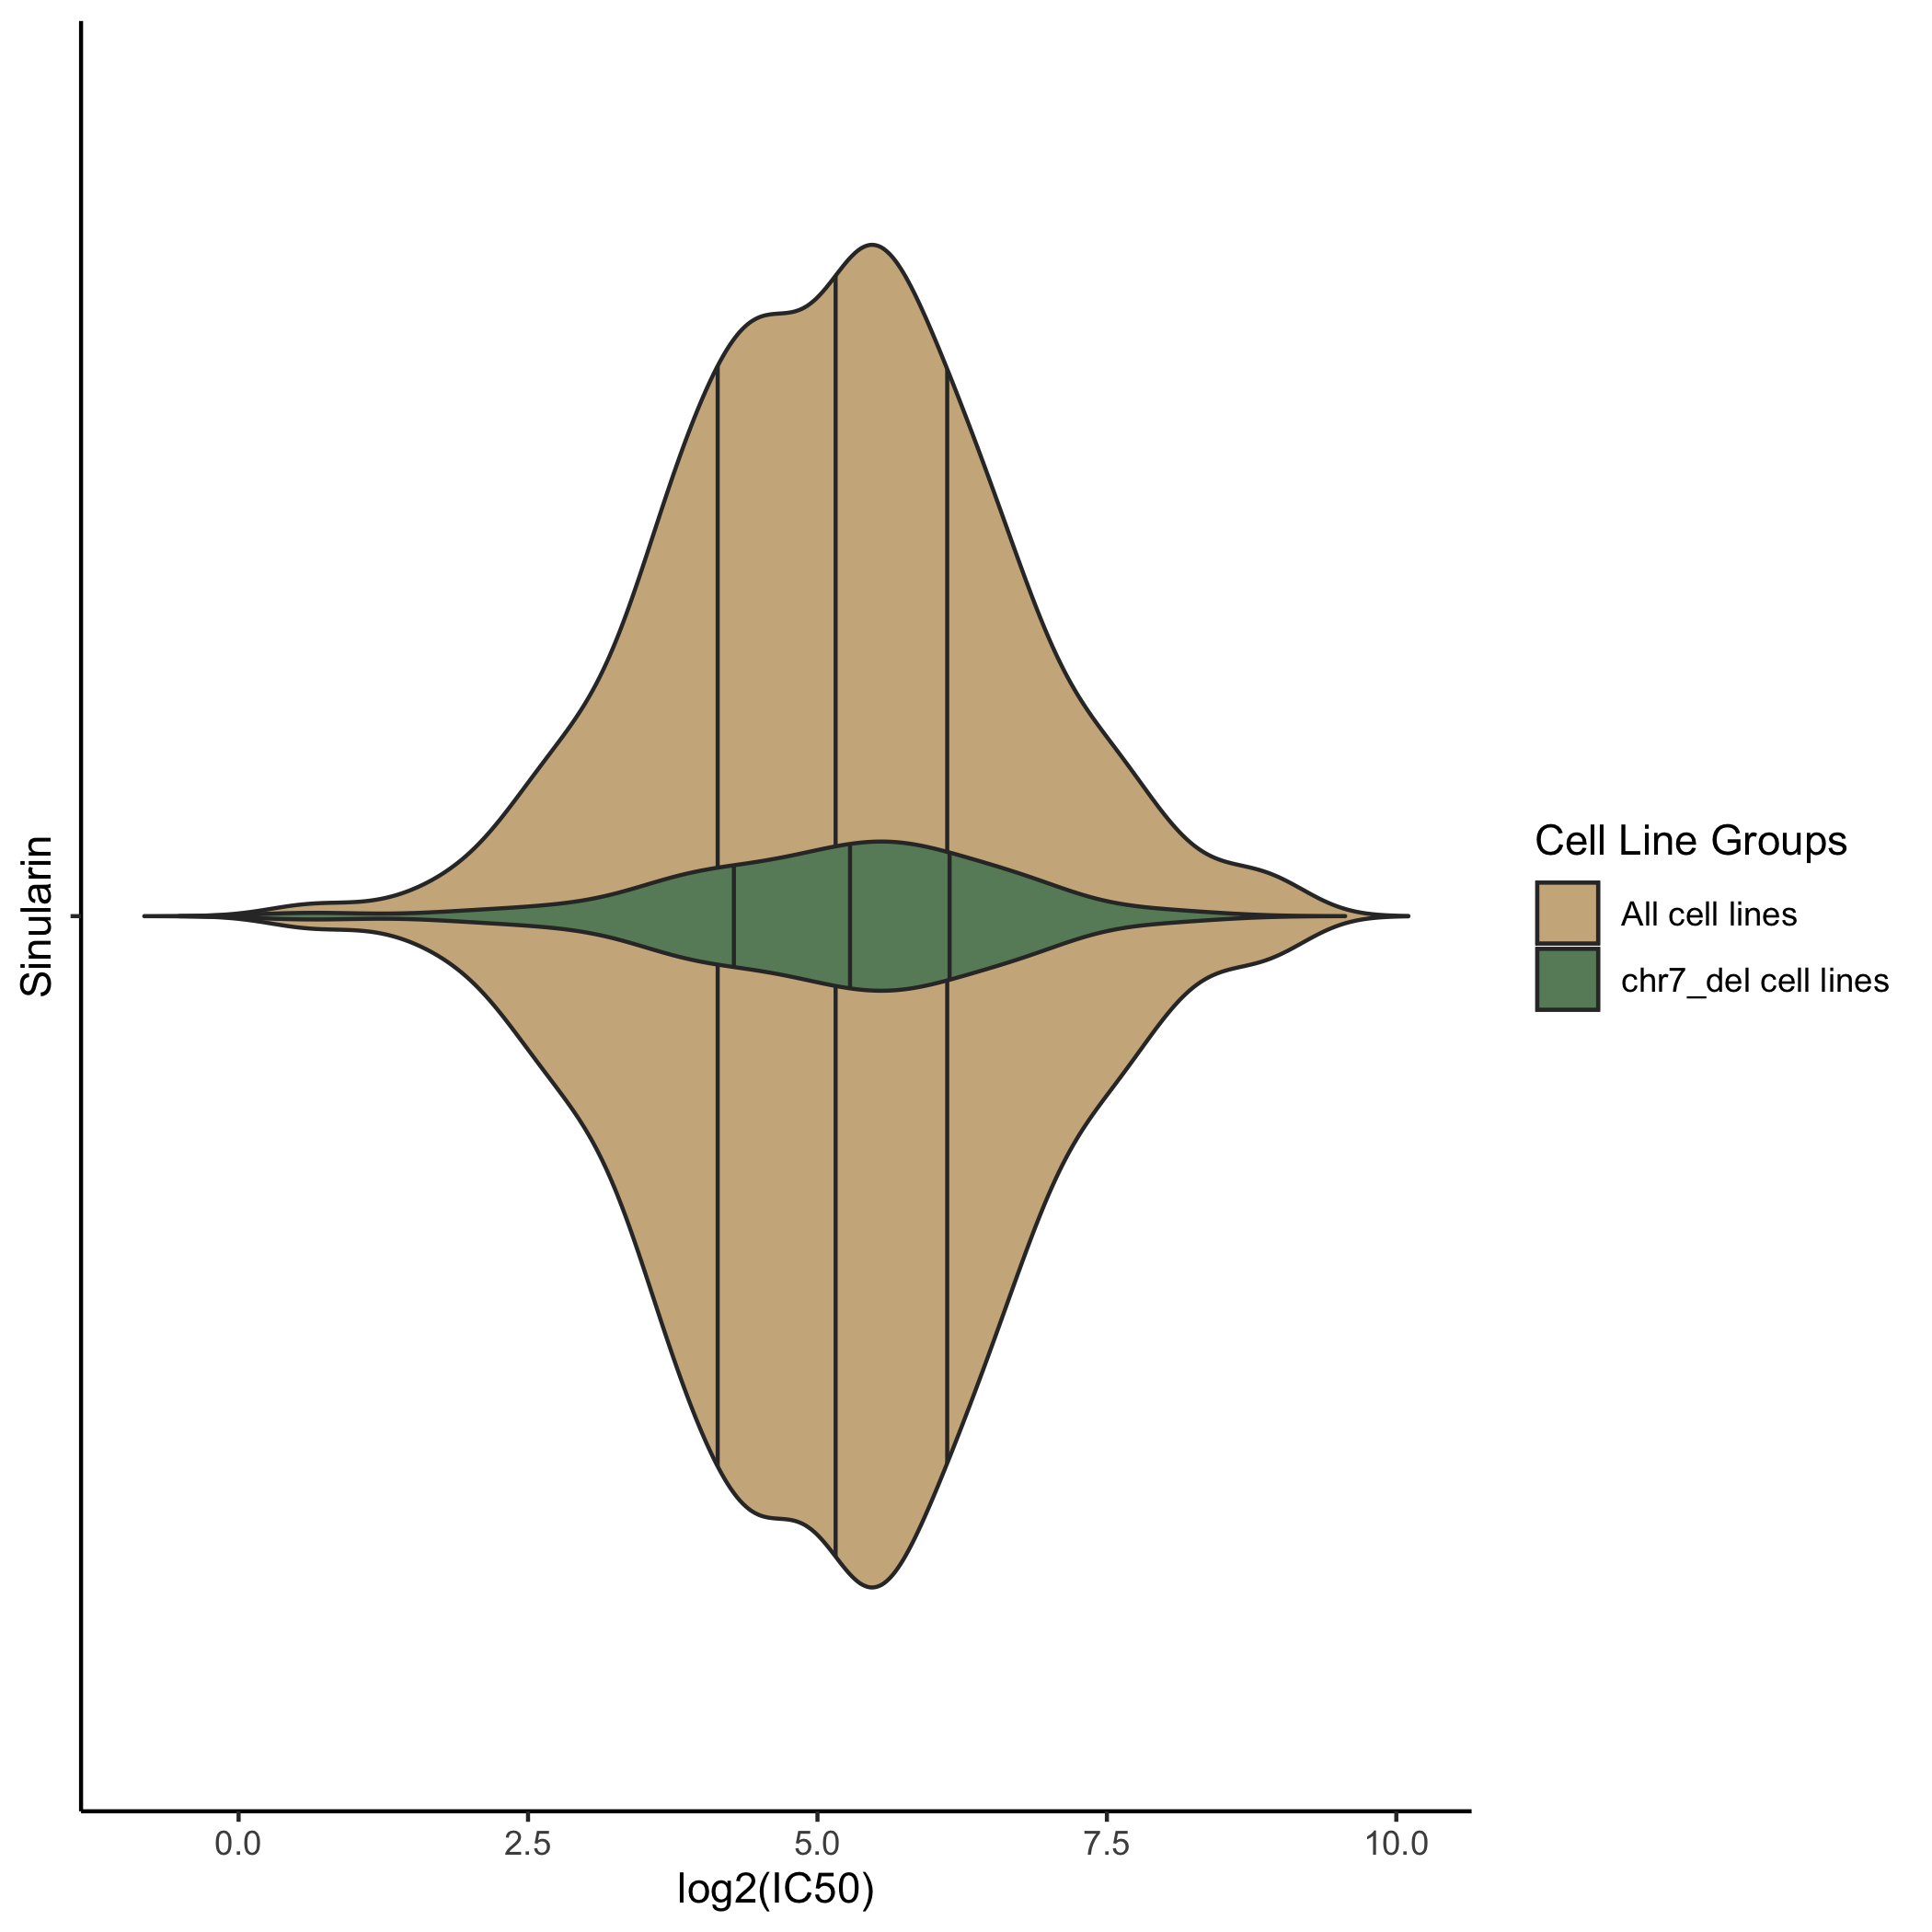 Sinularin
0.0
2.5
5.0
7.5
10.0
log2(IC50)
Cell Line Groups
All cell lines
chr7_del cell lines